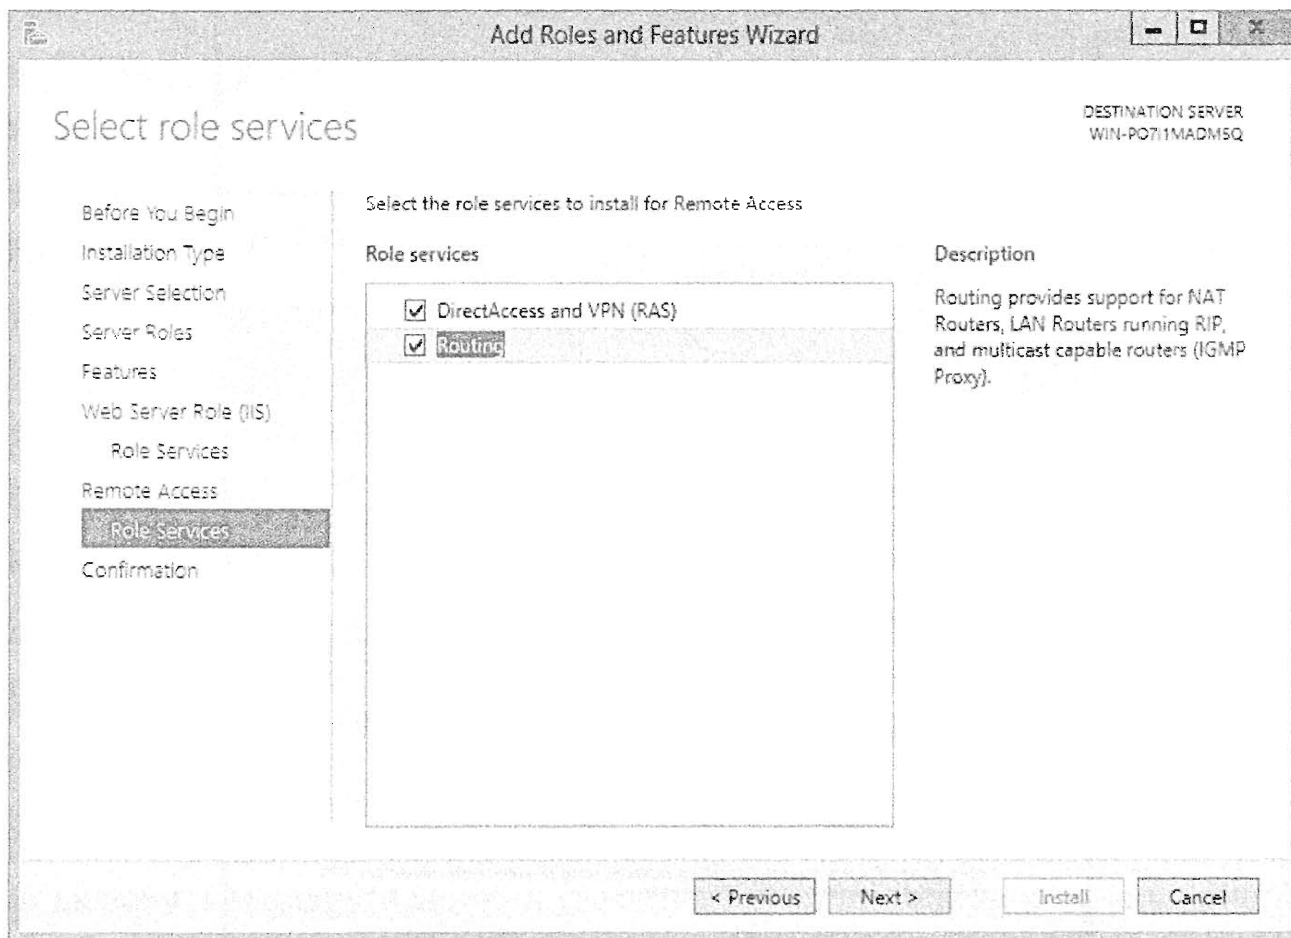 Add Roles and Features Wizard
Select role services
DESTINATION SERVER
WIN-PO7I1MADM5Q
Before You Begin
Installation Type
Server Selection
Server Roles
Features
Web Server Role (IIS)
Role Services
Remote Access
Role Services
Confirmation
Select the role services to install for Remote Access
Role services
DirectAccess and VPN (RAS)
Routing
Description
Routing provides support for NAT
Routers, LAN Routers running RIP,
and multicast capable routers (IGMP
Proxy).
< Previous
Next >
Install
Cancel